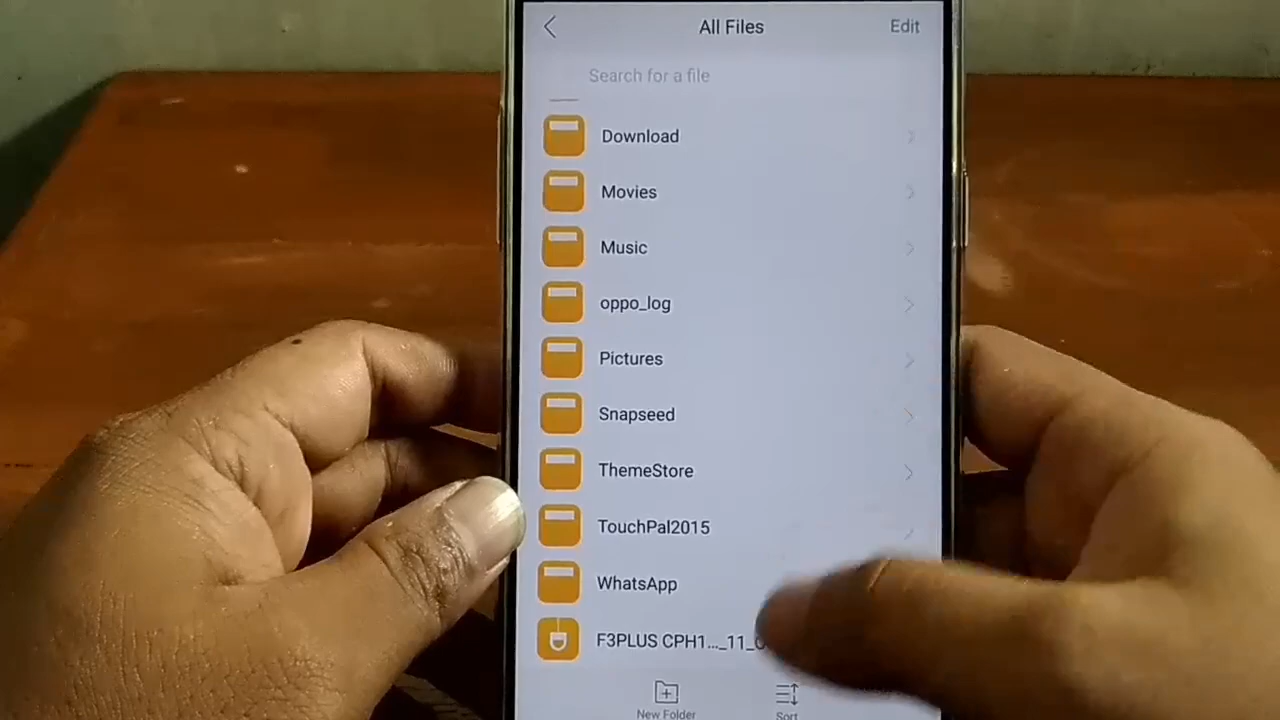 All Files
Edit
Search for a file
Download
Movies
Music
oppo_log
Pictures
Snapseed
ThemeStore
TouchPal2015
WhatsApp
F3PLUS CPH1..._11_
New Folder
Sort